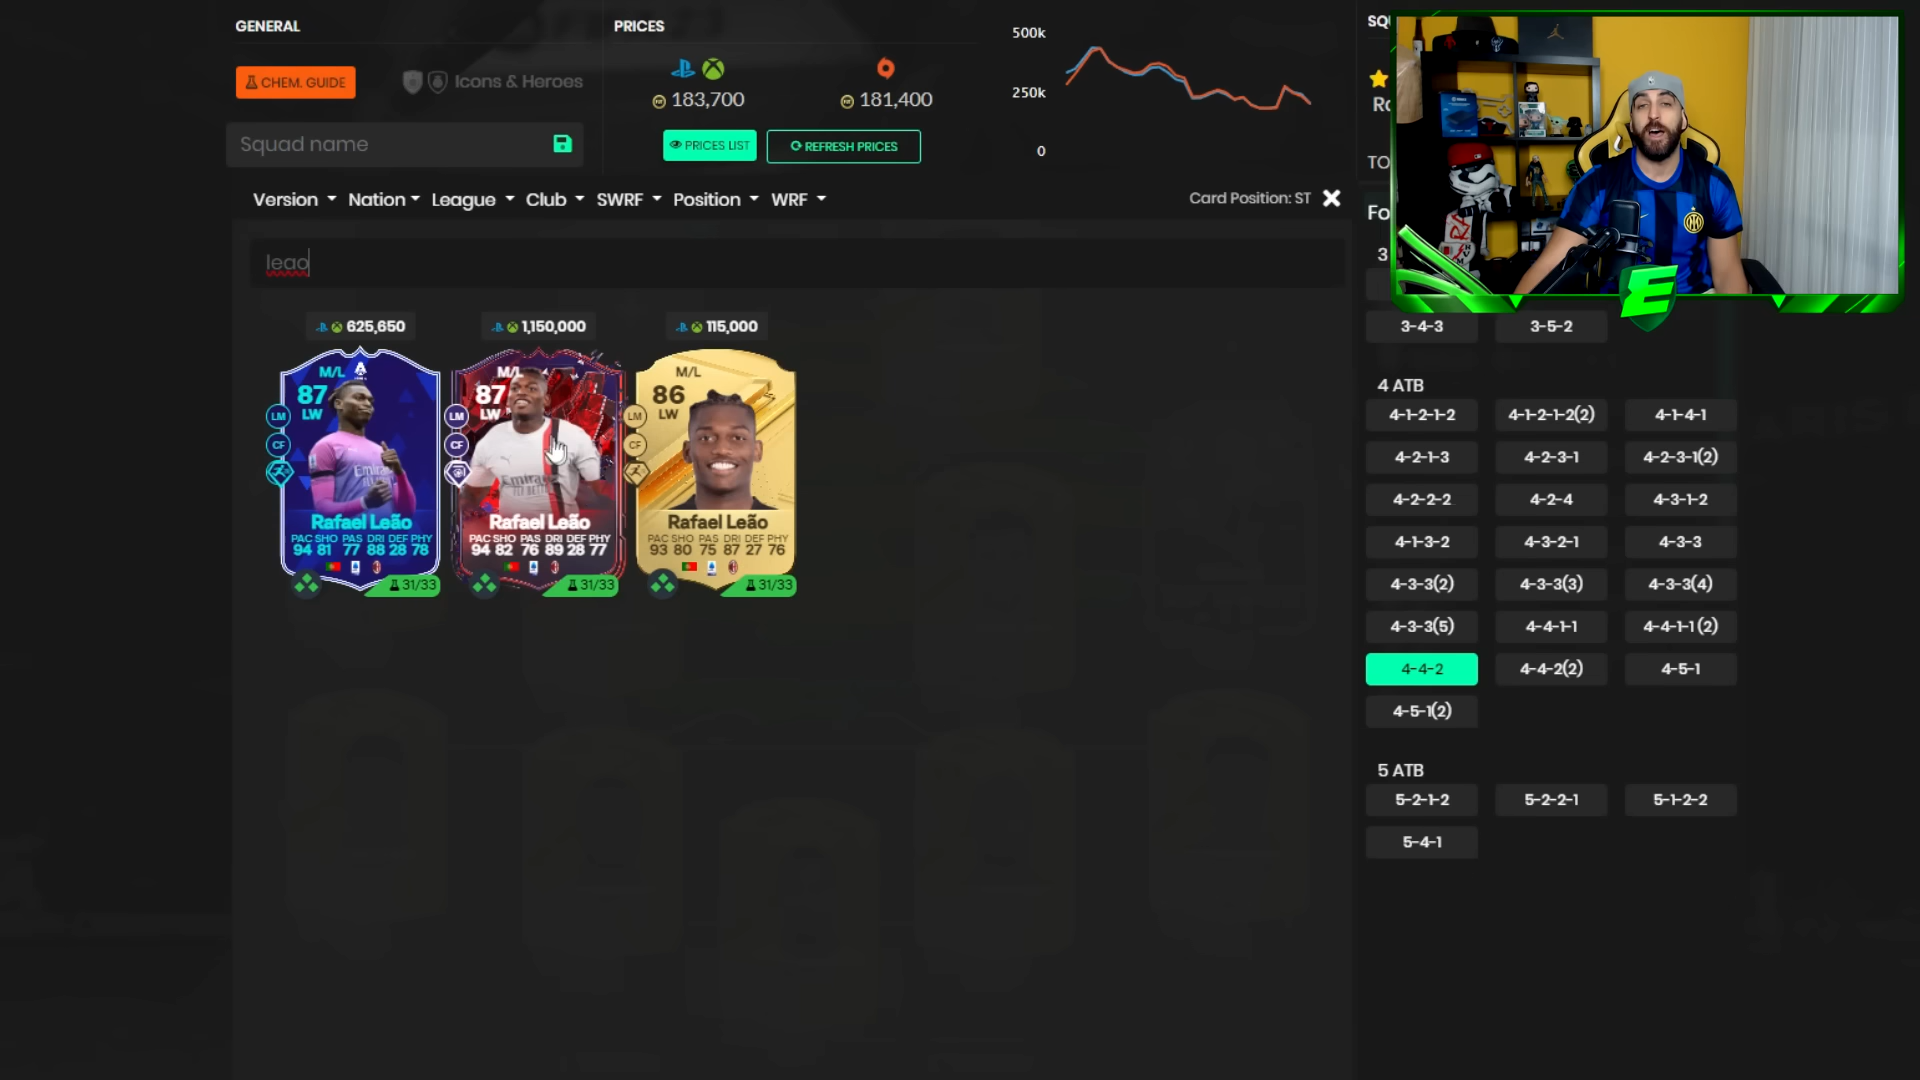 GENERAL
CHEM. GUIDE
Icons & Heroes
Squad name
PRICES
183,700
181,400
PRICES LIST
REFRESH PRICES
500k
250k
0
TO
3
Version
Nation
League
Club
SWRF
Position
WRF
Card Position: ST
leao
625,650
M/L
87
LW
LM
CF
Rafael Leão
PAC SHO PAS DRI DEF PHY
94 81 77 88 28 78
31/33
1,150,000
M/L
87
LW
LM
CF
Rafael Leão
PAC SHO PAS DRI DEF PHY
94 82 76 89 28 77
31/33
115,000
M/L
86
LW
LM
CF
Rafael Leão
PAC SHO PAS DRI DEF PHY
93 80 75 87 27 76
31/33
3-4-3
3-5-2
4 ATB
4-1-2-1-2
4-1-2-1-2(2)
4-1-4-1
4-2-1-3
4-2-3-1
4-2-3-1(2)
4-2-2-2
4-2-4
4-3-1-2
4-1-3-2
4-3-2-1
4-3-3
4-3-3(2)
4-3-3(3)
4-3-3(4)
4-3-3(5)
4-4-1-1
4-4-1-1 (2)
4-4-2
4-4-2(2)
4-5-1
4-5-1(2)
5 ATB
5-2-1-2
5-2-2-1
5-1-2-2
5-4-1